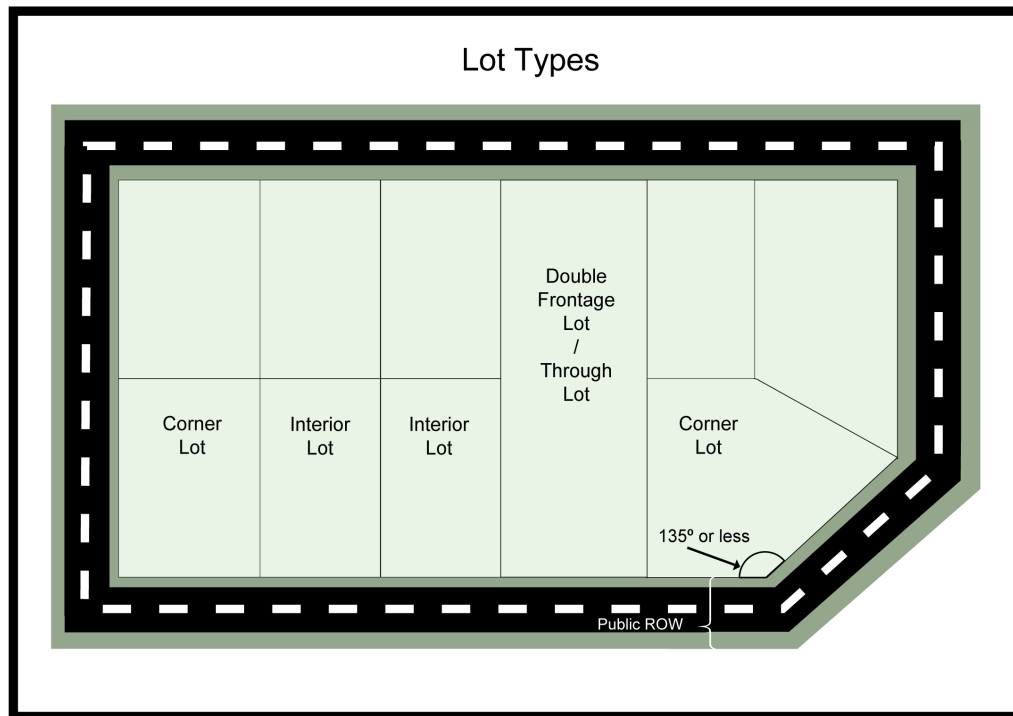 Lot Types
Double
Frontage
Lot
/
Through
Lot
Corner
Lot
Interior
Lot
Interior
Lot
Corner
Lot
135º or less
Public ROW